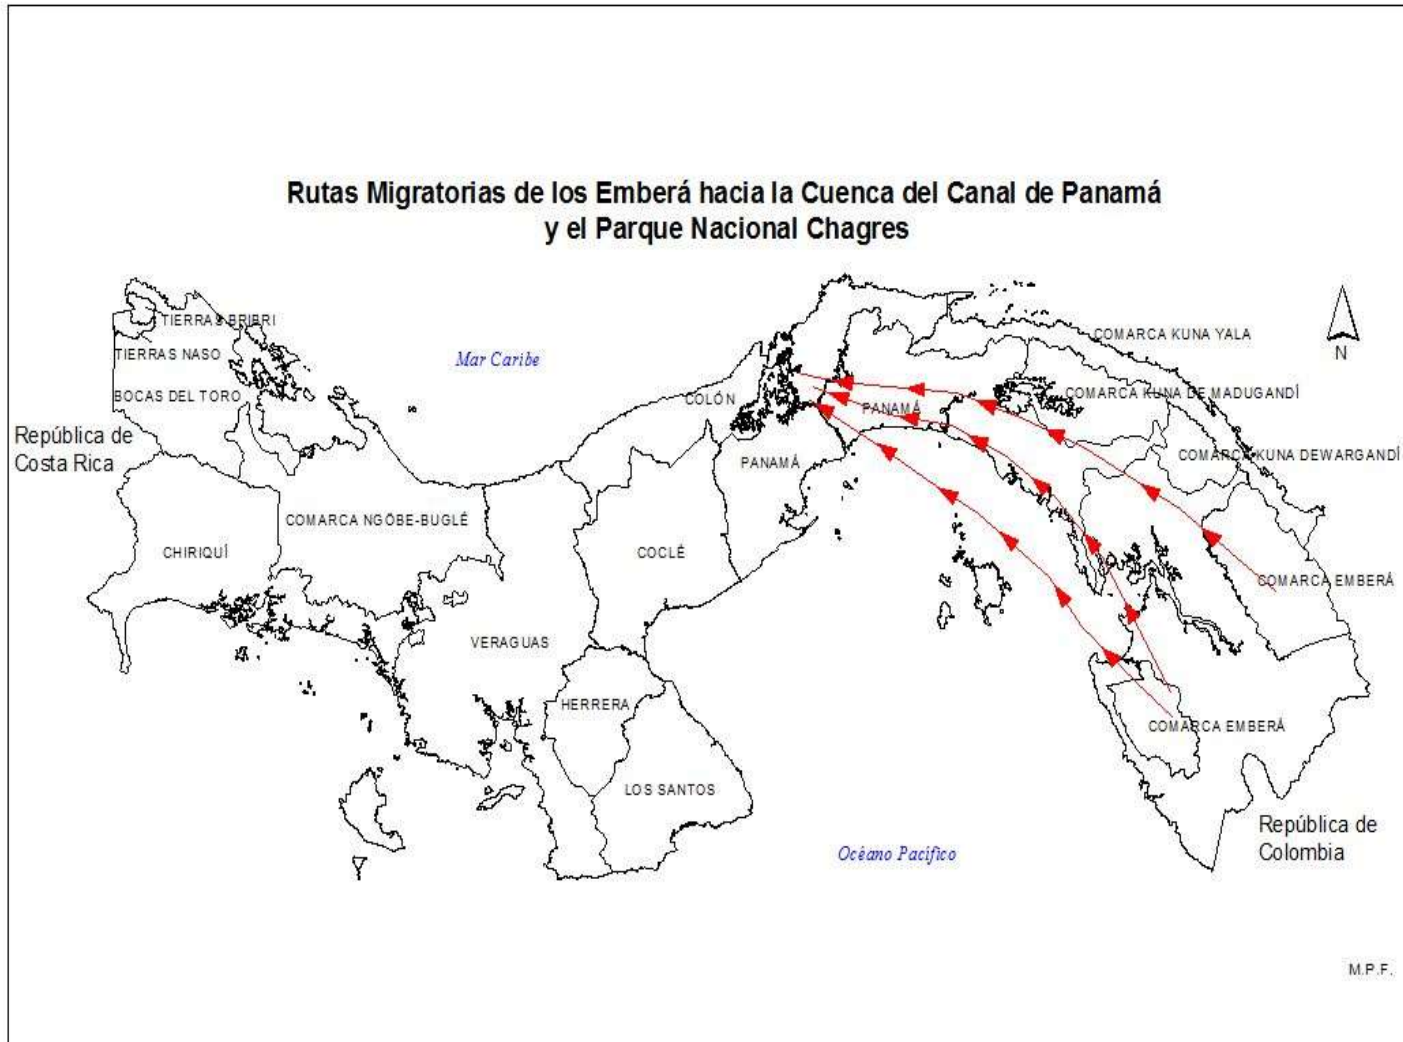 Rutas Migratorias de los Emberá hacia la Cuenca del Canal de Panamá
y el Parque Nacional Chagres
TIERRAS BRIBRI
TIERRAS NASO
BOCAS DEL TORO
República de
Costa Rica
CHIRIQUÍ
COMARCA NGÖBE-BUGLÉ
Mar Caribe
VERAGUAS
HERRERA
LOS SANTOS
COCLÉ
COLÓN
PANAMÁ
PANAMÁ
COMARCA KUNA YALA
N
COMARCA KUNA DE MADUGANDÍ
COMARCA KUNA DEWARGANDÍ
COMARCA EMBERÁ
COMARCA EMBERÁ
República de
Colombia
Océano Pacífico
M.P.F.